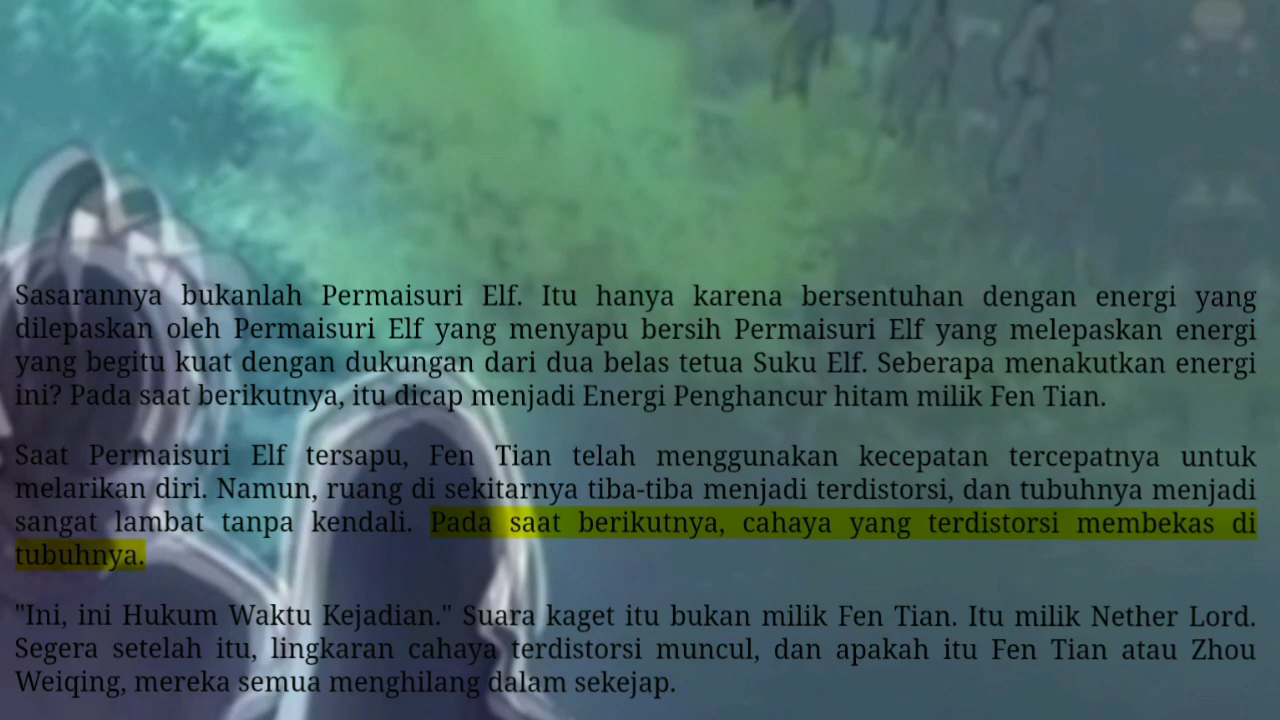 Sasarannya bukanlah Permaisuri Elf. Itu hanya karena bersentuhan dengan energi yang
dilepaskan oleh Permaisuri Elf yang menyapu bersih Permaisuri Elf yang melepaskan energi
yang begitu kuat dengan dukungan dari dua belas tetua Suku Elf. Seberapa menakutkan energi
ini? Pada saat berikutnya, itu dicap menjadi Energi Penghancur hitam milik Fen Tian.
Saat Permaisuri Elf tersapu, Fen Tian telah menggunakan kecepatan tercepatnya untuk
melarikan diri. Namun, ruang di sekitarnya tiba-tiba menjadi terdistorsi, dan tubuhnya menjadi
sangat lambat tanpa kendali. Pada saat berikutnya, cahaya yang terdistorsi membekas di
tubuhnya.
"Ini, ini Hukum Waktu Kejadian." Suara kaget itu bukan milik Fen Tian. Itu milik Nether Lord.
Segera setelah itu, lingkaran cahaya terdistorsi muncul, dan apakah itu Fen Tian atau Zhou
Weiqing, mereka semua menghilang dalam sekejap.